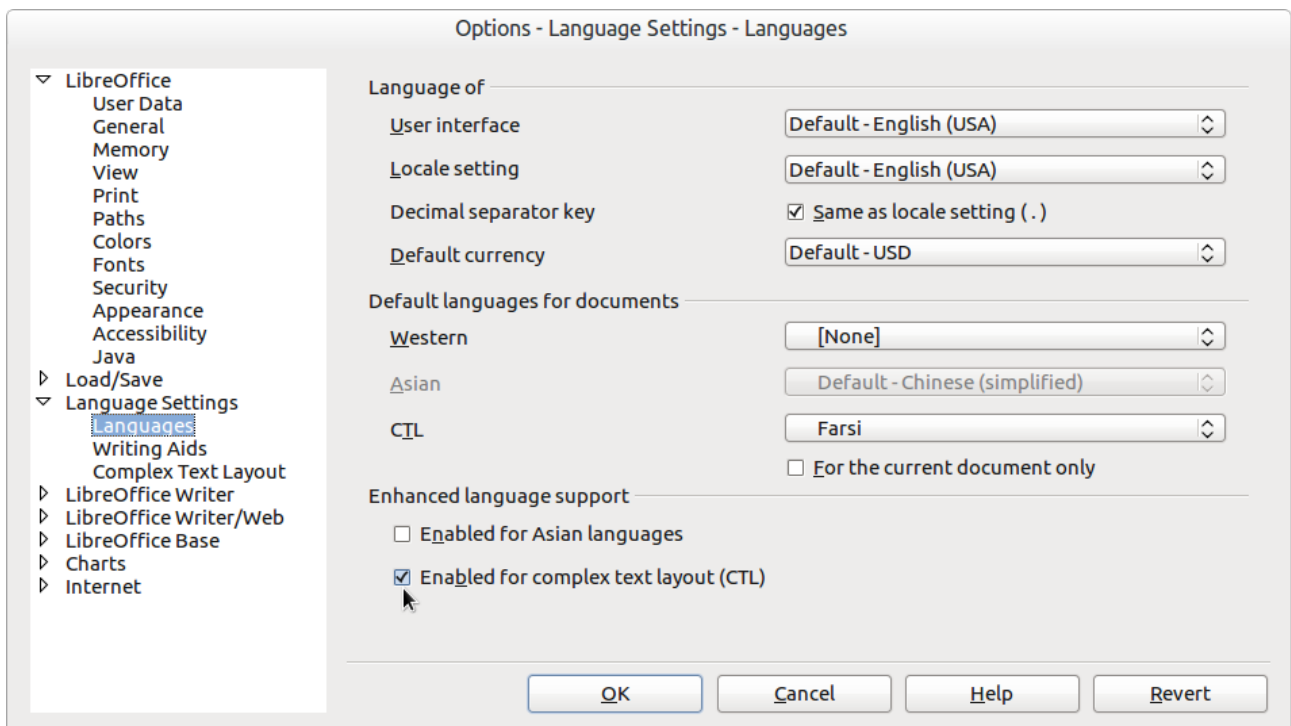 Options - Language Settings - Languages
LibreOffice
User Data
General
Memory
View
Print
Paths
Colors
Fonts
Security
Appearance
Accessibility
Java
Load/Save
Language Settings
Languages
Writing Aids
Complex Text Layout
LibreOffice Writer
LibreOffice Writer/Web
LibreOffice Base
Charts
Internet
Language of
User interface Default - English (USA)
Locale setting Default - English (USA)
Decimal separator key Same as locale setting ( . )
Default currency Default - USD
Default languages for documents
Western [None]
Asian Default - Chinese (simplified)
CTL Farsi
For the current document only
Enhanced language support
Enabled for Asian languages
Enabled for complex text layout (CTL)
OK Cancel Help Revert